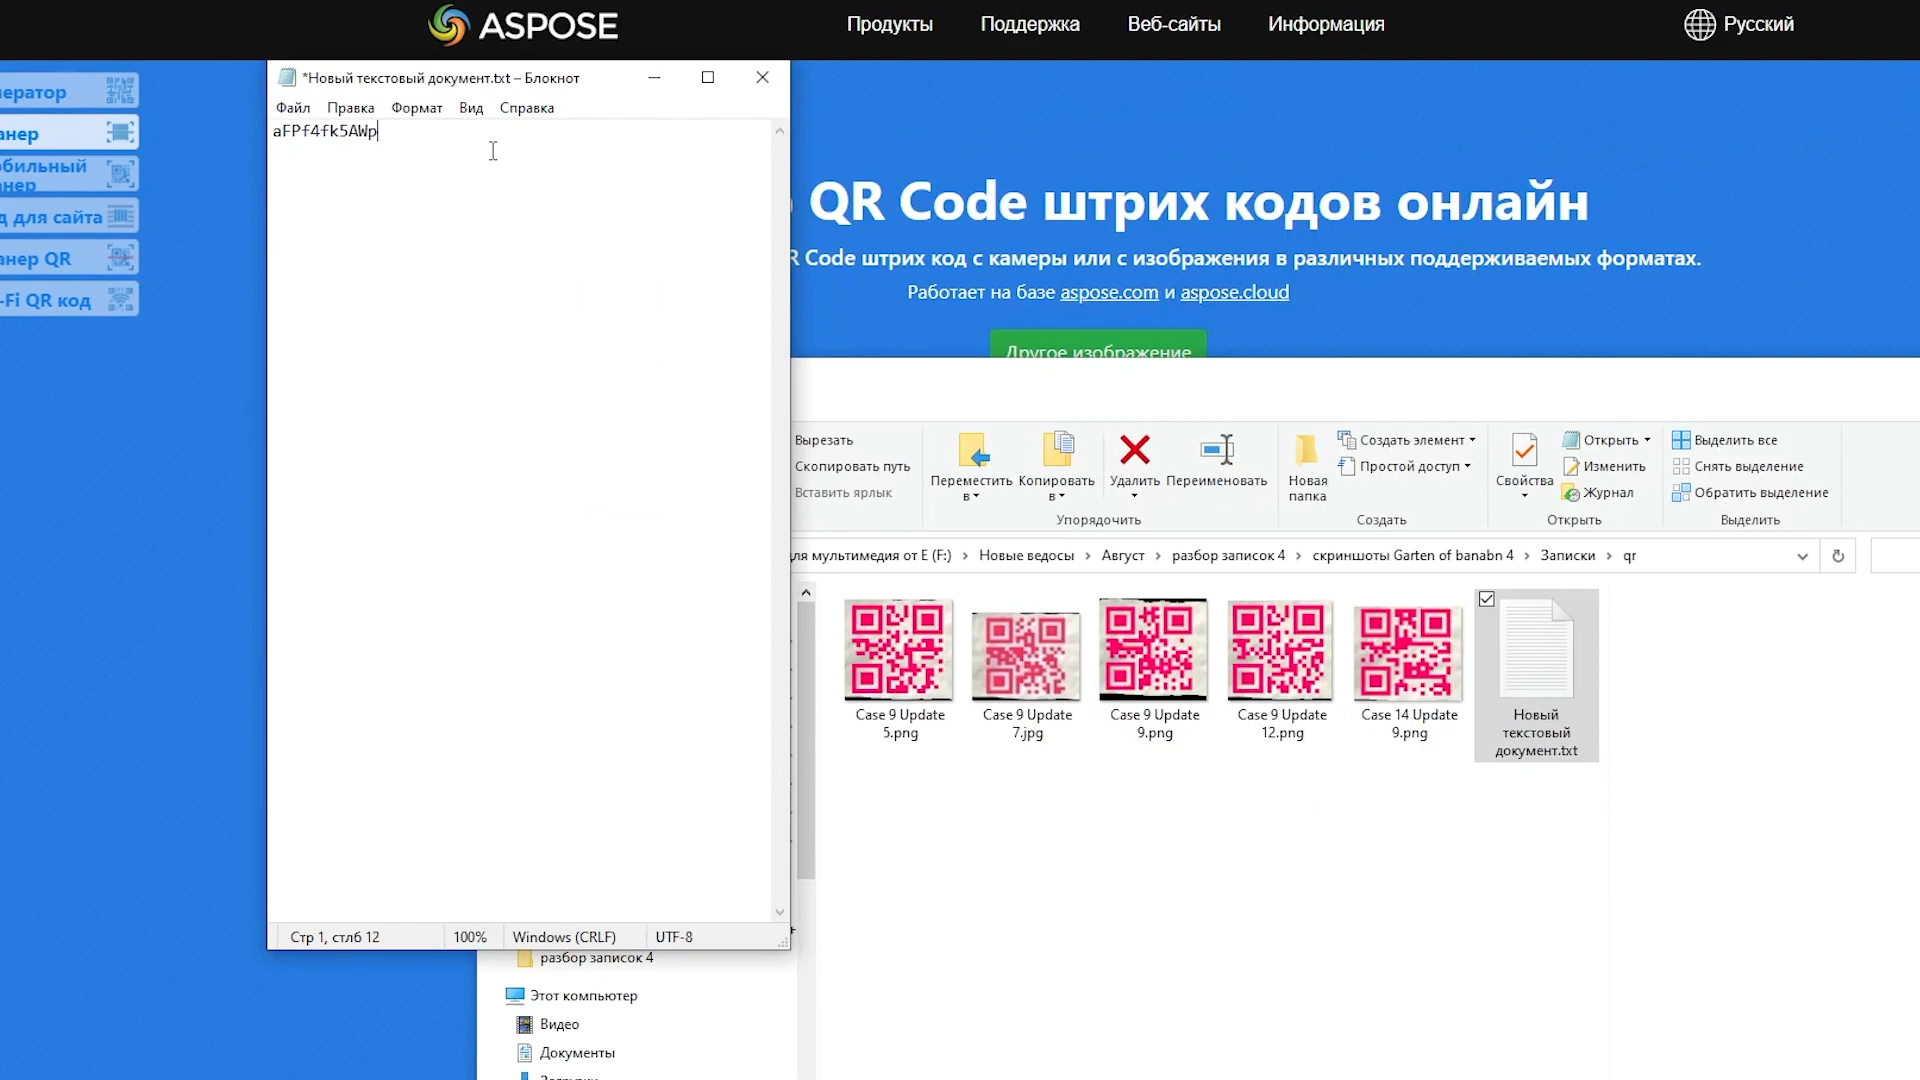 ASPOSE
Продукты
Поддержка
Веб-сайты
Информация
Русский
ератор
анер
обильный
анер
д для сайта
анер QR
-Fi QR код
*Новый текстовый документ.txt – Блокнот
Файл Правка Формат Вид Справка
aFPf4fk5AWp
Стр 1, стлб 12
100%
Windows (CRLF)
UTF-8
QR Code штрих кодов онлайн
R Code штрих код с камеры или с изображения в различных поддерживаемых форматах.
Работает на базе aspose.com и aspose.cloud
Другое изображение
Вырезать
Скопировать путь
Вставить ярлык
Переместить в
Копировать в
Удалить
Переименовать
Упорядочить
Новая папка
Создать элемент
Простой доступ
Создать
Свойства
Открыть
Изменить
Журнал
Открыть
Выделить все
Снять выделение
Обратить выделение
Выделить
для мультимедия от E (F:) › Новые ведосы › Август › разбор записок 4 › скриншоты Garten of banabn 4 › Записки › qr
Case 9 Update 5.png
Case 9 Update 7.jpg
Case 9 Update 9.png
Case 9 Update 12.png
Case 14 Update 9.png
Новый текстовый документ.txt
разбор записок 4
Этот компьютер
Видео
Документы